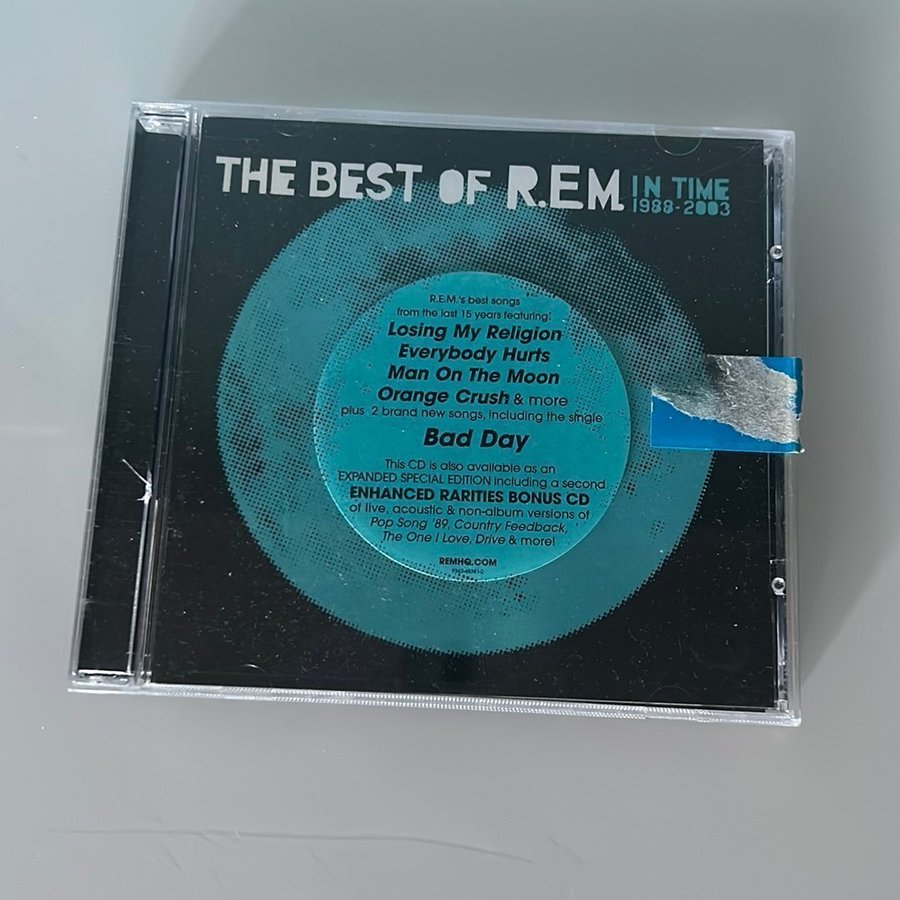 THE BEST OF R.E.M. IN TIME
1988-2003
R.E.M.'s best songs
from the last 15 years featuring:
Losing My Religion
Everybody Hurts
Man On The Moon
Orange Crush & more
plus 2 brand new songs, including the single
Bad Day
This CD is also available as an
EXPANDED SPECIAL EDITION including a second
ENHANCED RARITIES BONUS CD
of live, acoustic & non-album versions of
Pop Song '89, Country Feedback,
The One I Love, Drive & more!
REMHQ.COM